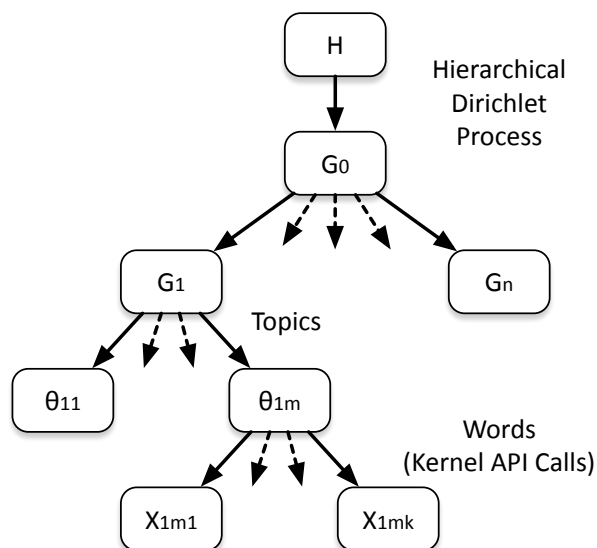 H
Hierarchical
Dirichlet
Process
G0
G1
Gn
Topics
θ11
θ1m
Words
(Kernel API Calls)
X1m1
X1mk